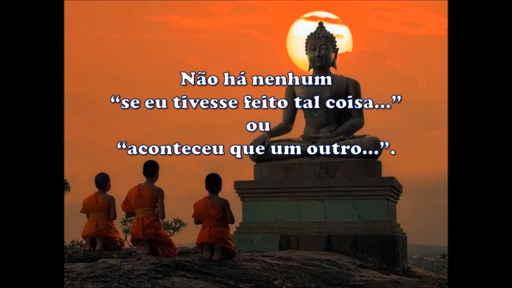 Não há nenhum
“se eu tivesse feito tal coisa...”
ou
“aconteceu que um outro...”.